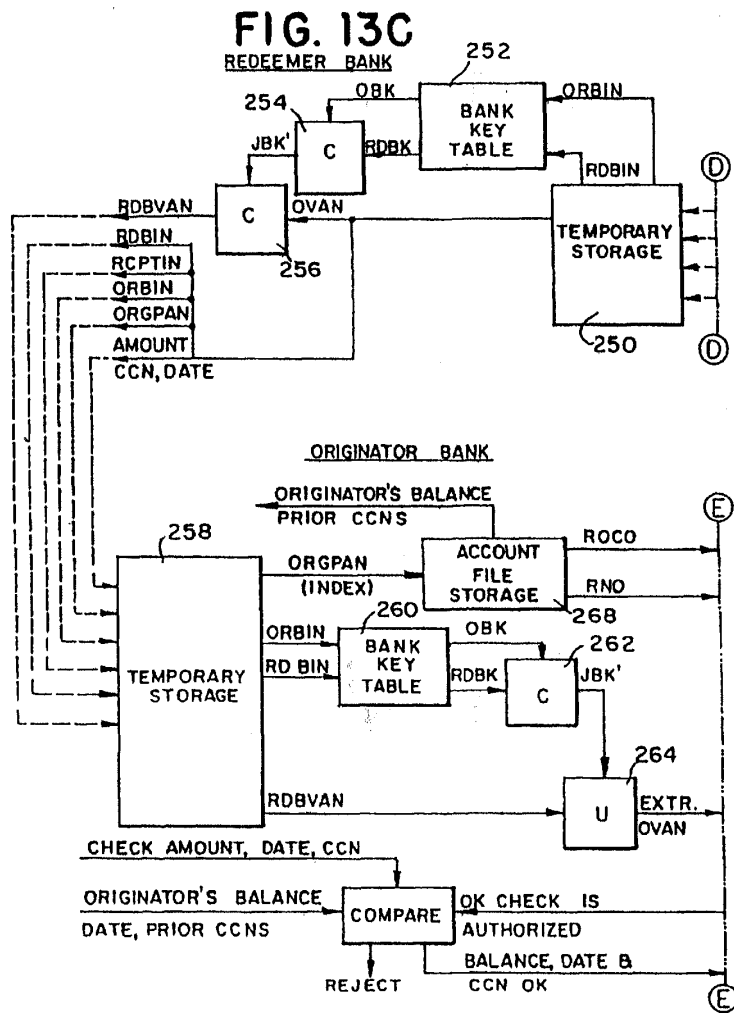 FIG. 13C
REDEEMER BANK
252
OBK
ORBIN
254
BANK
KEY
TABLE
JBK'
C
RDBK
RDBIN
D
RDBVAN
C
OVAN
TEMPORARY
STORAGE
RDBIN
256
RCPTIN
ORBIN
ORGPAN
250
D
AMOUNT
CCN, DATE
ORIGINATOR BANK
ORIGINATOR'S BALANCE
PRIOR CCNS
E
258
ROCO
ORGPAN
(INDEX)
ACCOUNT
FILE
STORAGE
RNO
268
260
ORBIN
OBK
262
RD BIN
BANK
KEY
TABLE
RDBK
C
JBK'
TEMPORARY
STORAGE
264
RDBVAN
U
EXTR.
OVAN
CHECK AMOUNT, DATE, CCN
ORIGINATOR'S BALANCE
DATE, PRIOR CCNS
COMPARE
OK CHECK IS
AUTHORIZED
BALANCE, DATE &
CCN OK
REJECT
E